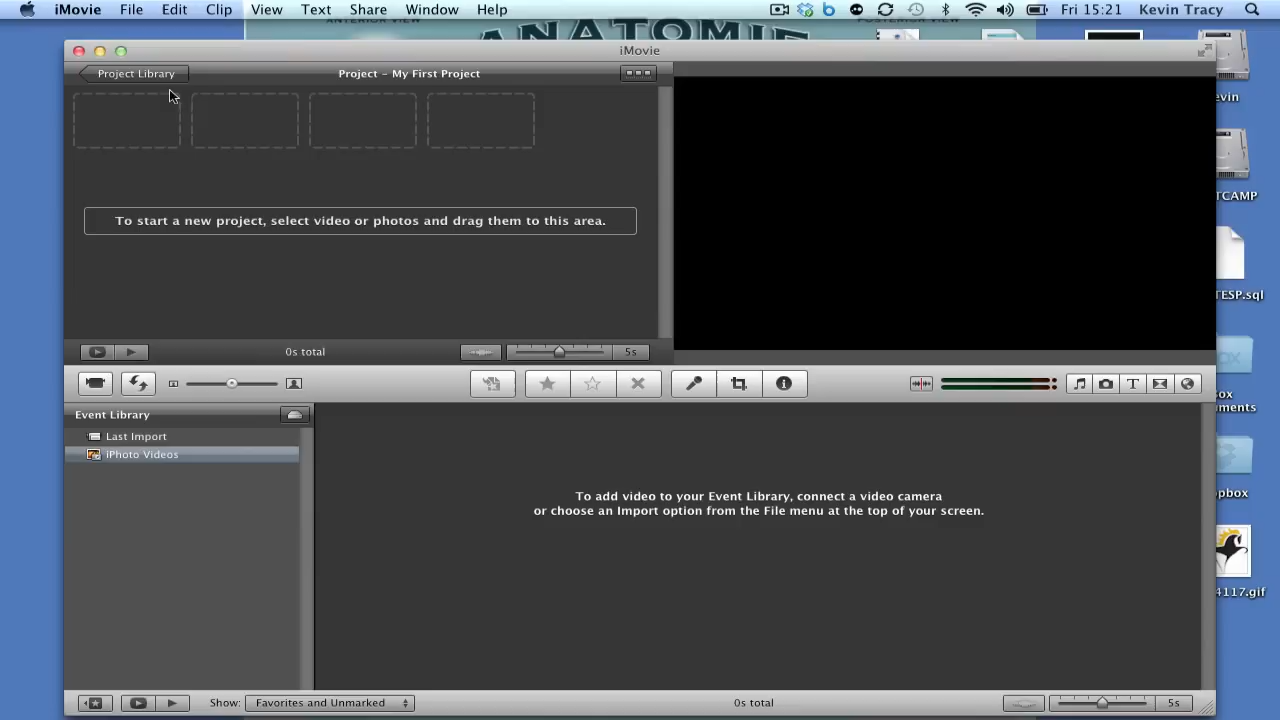 iMovie File Edit Clip View Text Share Window Help Fri 15:21 Kevin Tracy
ANATOMIE
iMovie
Project Library Project – My First Project
evin
To start a new project, select video or photos and drag them to this area.
TCAMP
TESP.sql
0s total 5s
Event Library
Last Import
iPhoto Videos
To add video to your Event Library, connect a video camera
or choose an Import option from the File menu at the top of your screen.
box
uments
pbox
4117.gif
Show: Favorites and Unmarked 0s total 5s